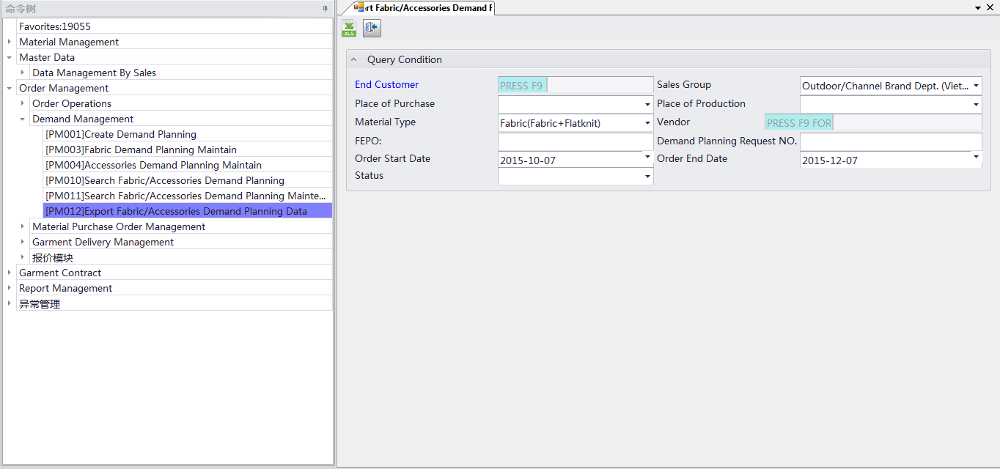 命令树
Favorites:19055
Material Management
Master Data
Data Management By Sales
Order Management
Order Operations
Demand Management
[PM001]Create Demand Planning
[PM003]Fabric Demand Planning Maintain
[PM004]Accessories Demand Planning Maintain
[PM010]Search Fabric/Accessories Demand Planning
[PM011]Search Fabric/Accessories Demand Planning Mainte...
[PM012]Export Fabric/Accessories Demand Planning Data
Material Purchase Order Management
Garment Delivery Management
报价模块
Garment Contract
Report Management
异常管理
rt Fabric/Accessories Demand
XLS
Query Condition
End Customer PRESS F9 Sales Group Outdoor/Channel Brand Dept. (Viet...
Place of Purchase Place of Production
Material Type Fabric(Fabric+Flatknit) Vendor PRESS F9 FOR
FEPO: Demand Planning Request NO.
Order Start Date 2015-10-07 Order End Date 2015-12-07
Status